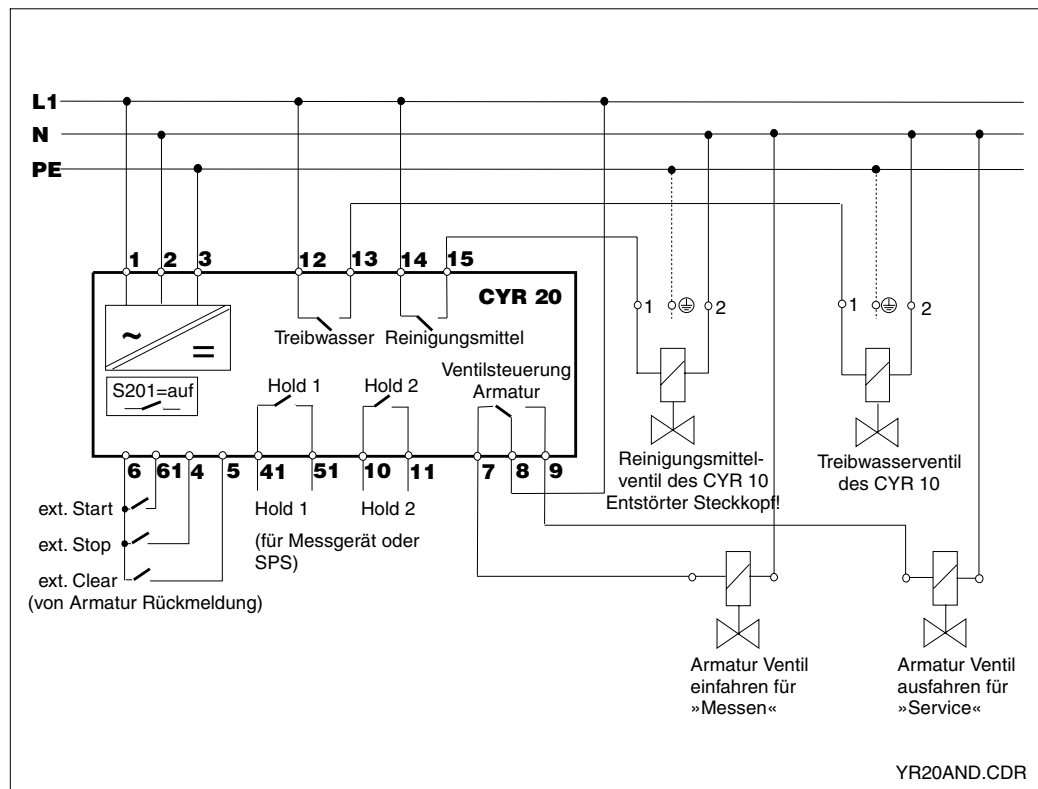 L1
N
PE
1 2 3 12 13 14 15
CYR 20
~
=
Treibwasser Reinigungsmittel
S201=auf
Hold 1
Hold 2
Ventilsteuerung
Armatur
1
2
1
2
6 61 4 5 41 51 10 11 7 8 9
ext. Start
ext. Stop
ext. Clear
(von Armatur Rückmeldung)
Hold 1
Hold 2
(für Messgerät oder
SPS)
Reinigungsmittel-
ventil des CYR 10
Entstörter Steckkopf!
Treibwasserventil
des CYR 10
Armatur Ventil
einfahren für
»Messen«
Armatur Ventil
ausfahren für
»Service«
YR20AND.CDR